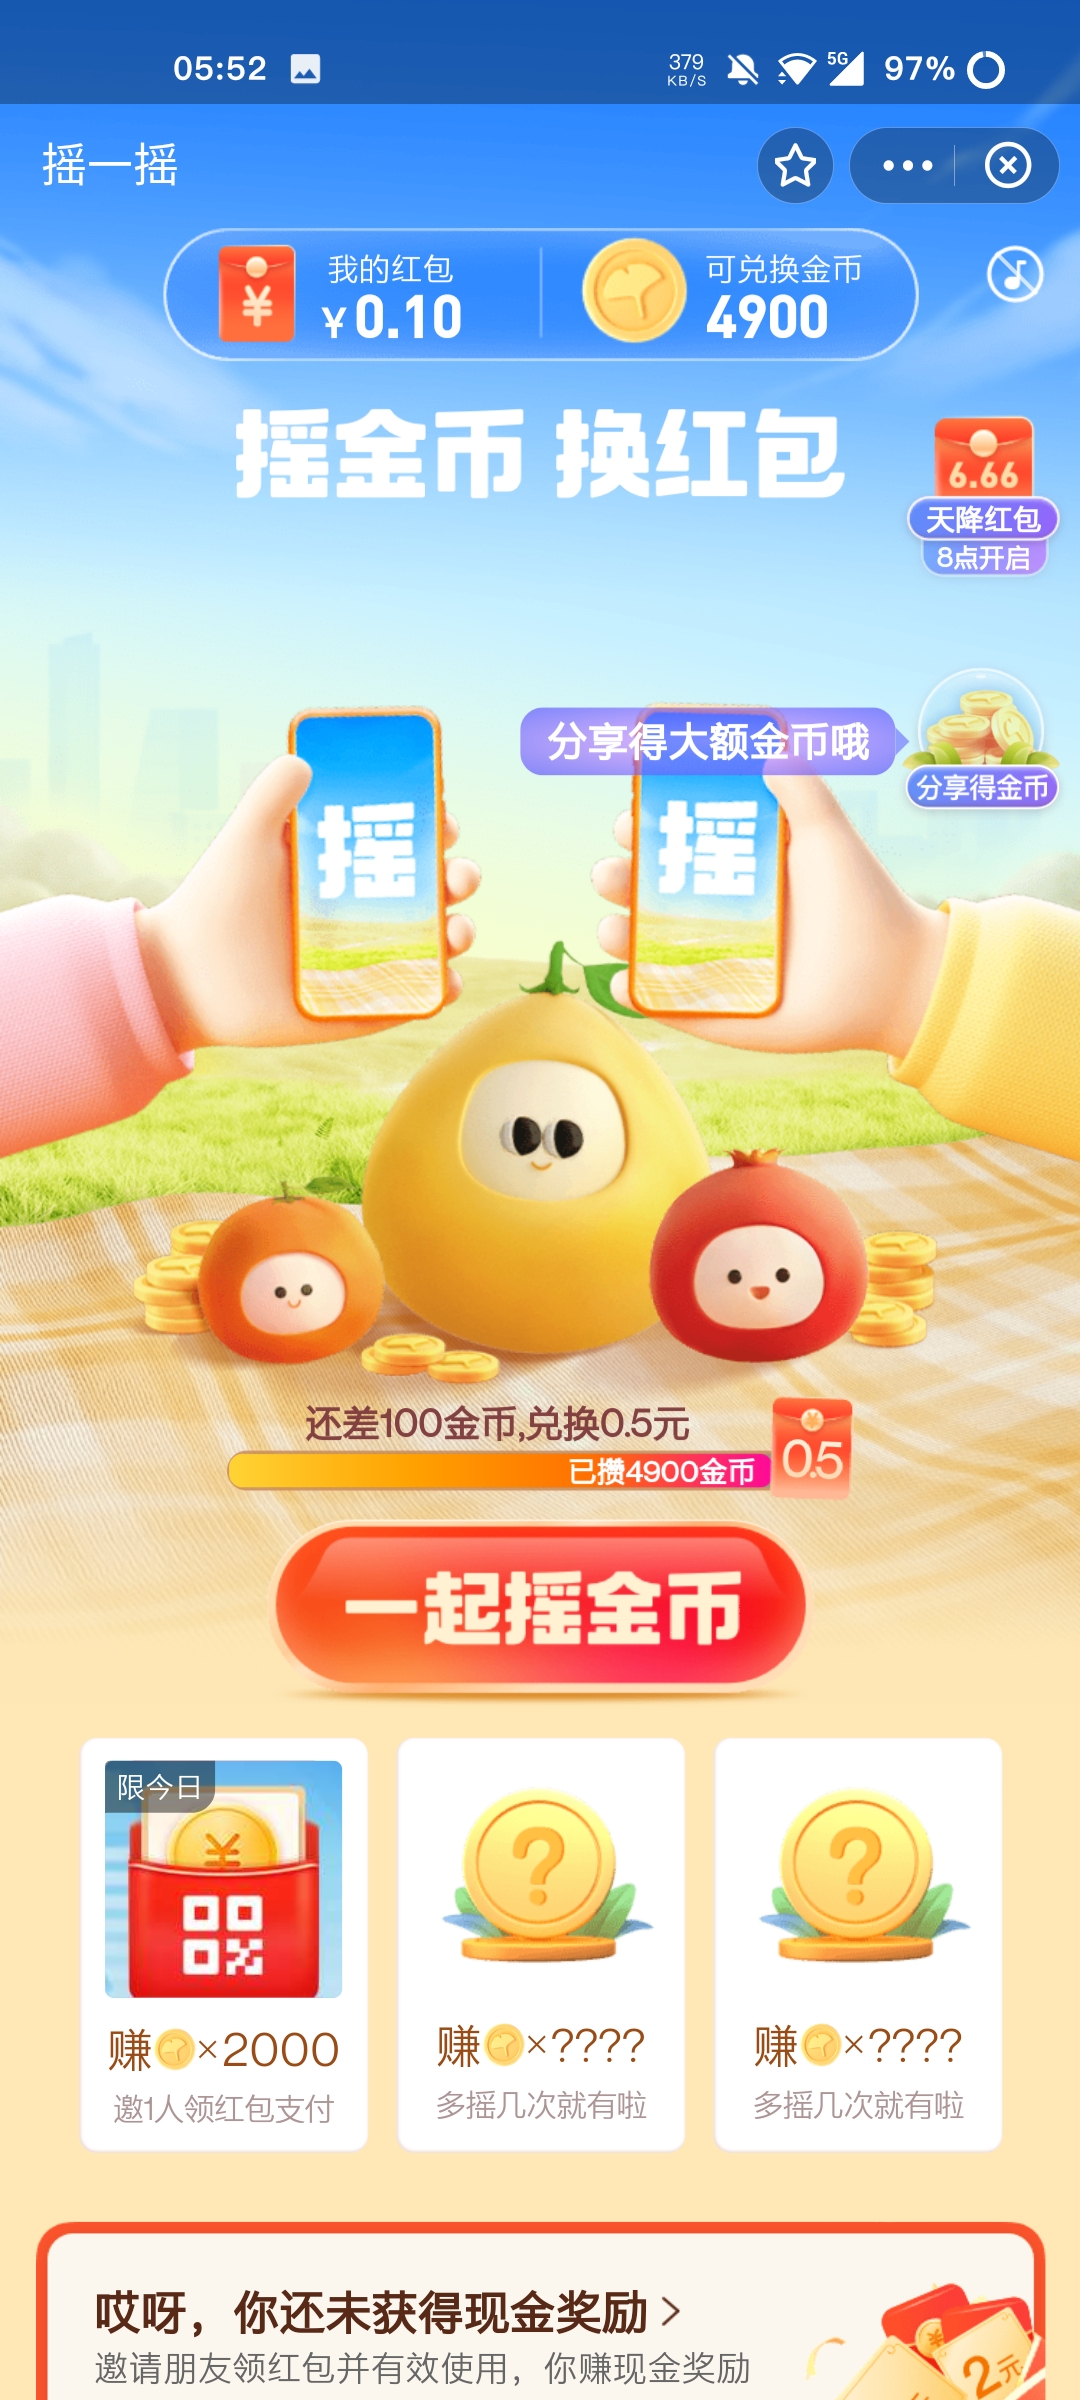 05:52
379
KB/S
5G
97%
摇一摇
我的红包
¥0.10
可兑换金币
4900
摇金币 换红包
6.66
天降红包
8点开启
分享得大额金币哦
分享得金币
摇
摇
还差100金币,兑换0.5元
已攒4900金币
0.5
一起摇金币
限今日
¥
赚×2000
邀1人领红包支付
?
赚×????
多摇几次就有啦
?
赚×????
多摇几次就有啦
哎呀，你还未获得现金奖励 >
邀请朋友领红包并有效使用，你赚现金奖励
¥
2元